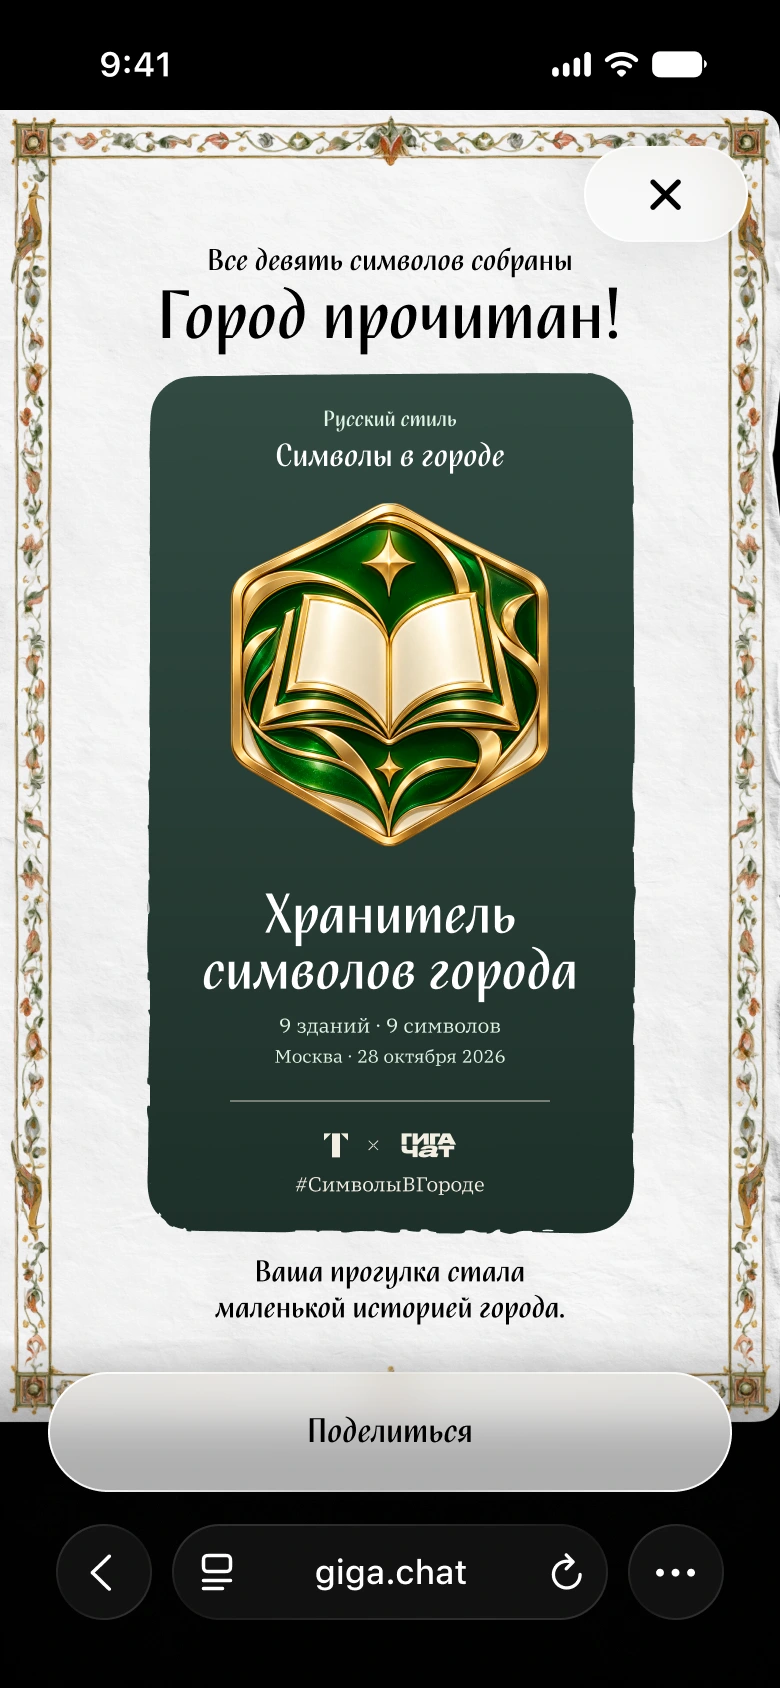 9:41
Все девять символов собраны
Город прочитан!
Русский стиль
Символы в городе
Хранитель
символов города
9 зданий · 9 символов
Москва · 28 октября 2026
Т × ГИГА ЧАТ
#СимволыВГороде
Ваша прогулка стала
маленькой историей города.
Поделиться
giga.chat